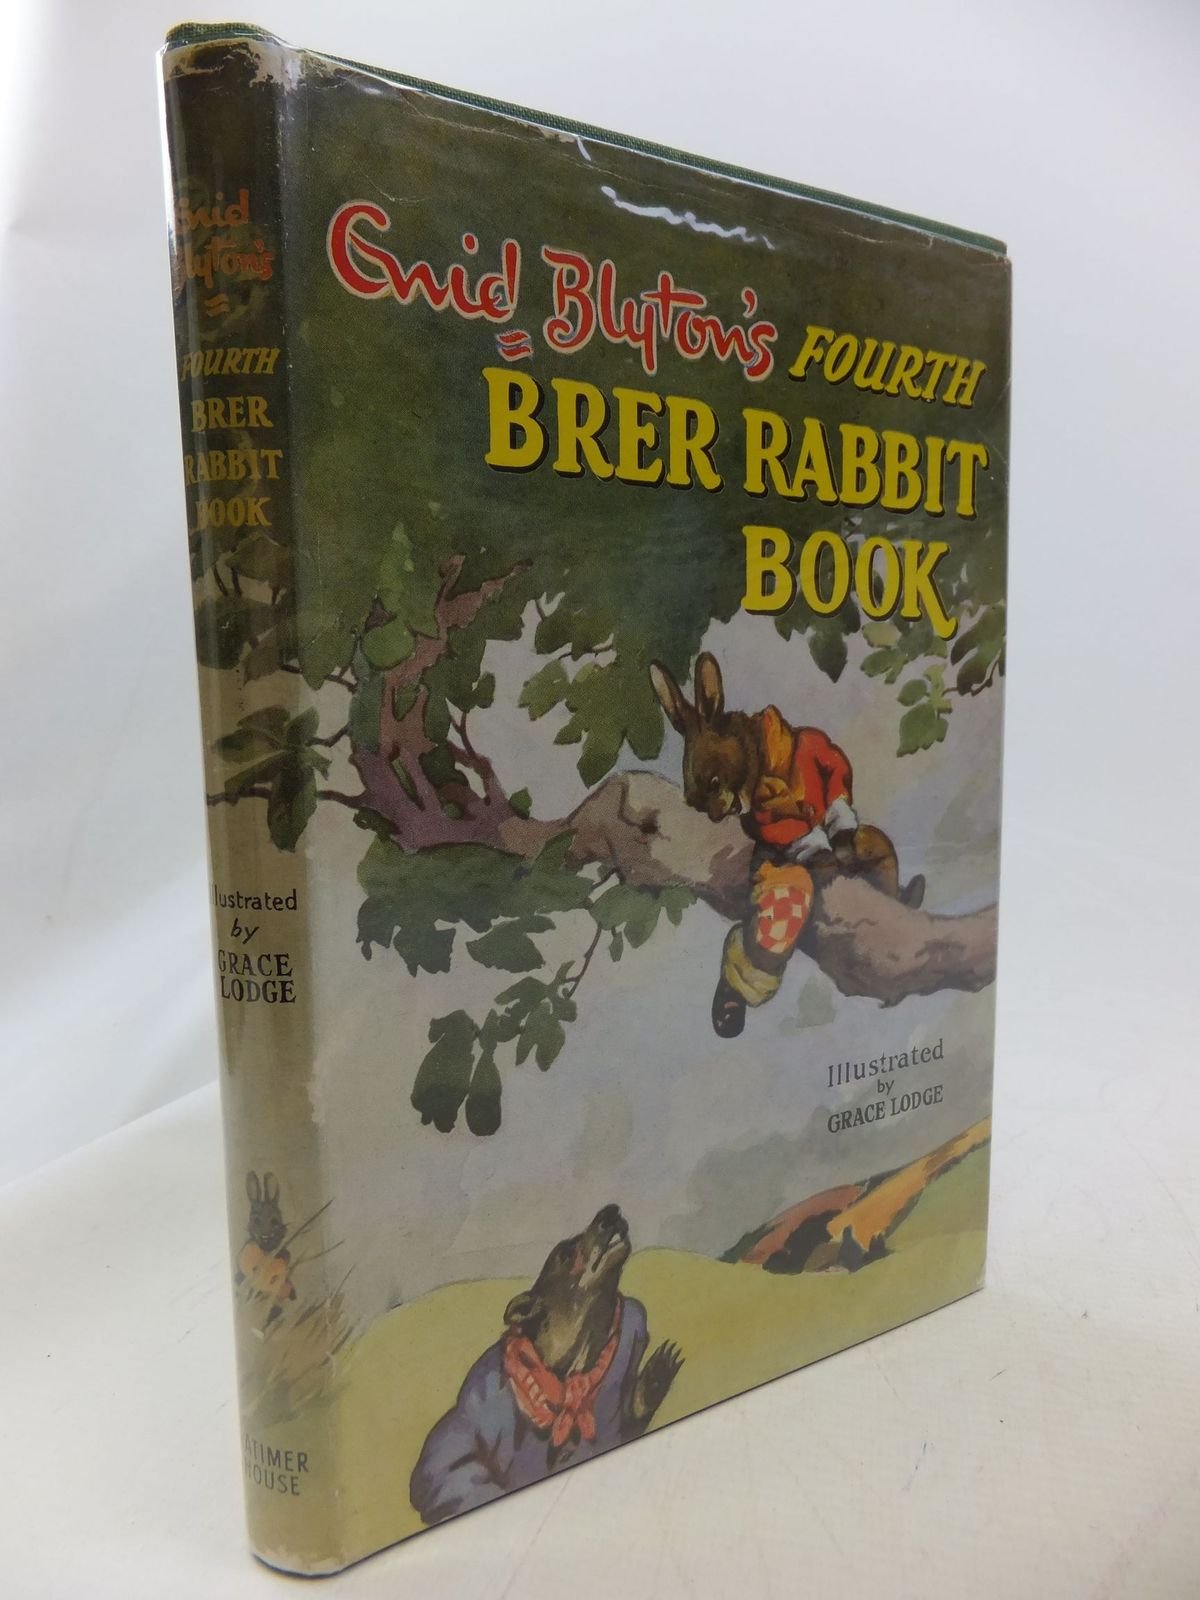 Enid Blyton's FOURTH
BRER RABBIT
BOOK
Illustrated
by
GRACE LODGE
Enid
Blyton's
FOURTH
BRER
RABBIT
BOOK
Illustrated
by
GRACE
LODGE
LATIMER
HOUSE